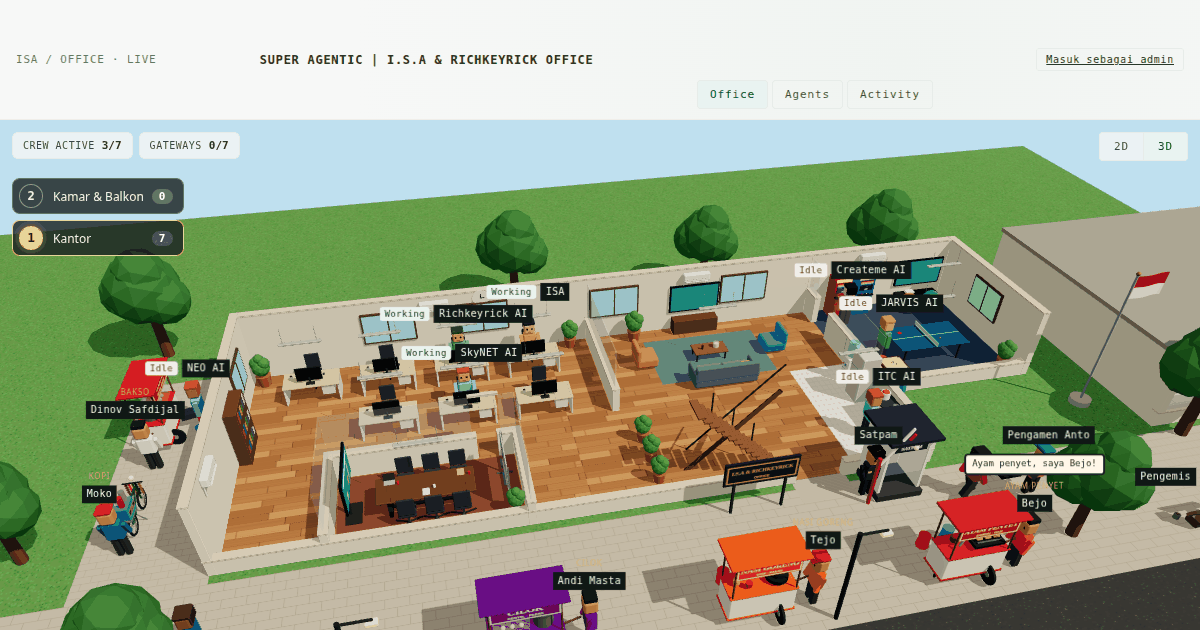 ISA / OFFICE · LIVE
SUPER AGENTIC | I.S.A & RICHKEYRICK OFFICE
Masuk sebagai admin
Office
Agents
Activity
CREW ACTIVE 3/7
GATEWAYS 0/7
2D
3D
2 Kamar & Balkon 0
1 Kantor 7
Idle Createme AI
Working ISA
Idle JARVIS AI
Working Richkeyrick AI
Working SkyNET AI
Idle NEO AI
Idle ITC AI
BAKSO
Dinov Safdijal
Satpam
Pengamen Anto
Ayam penyet, saya Bejo!
I.S.A & RICHKEYRICK
KOPI
Moko
Pengemis
Bejo
Tejo
Andi Masta